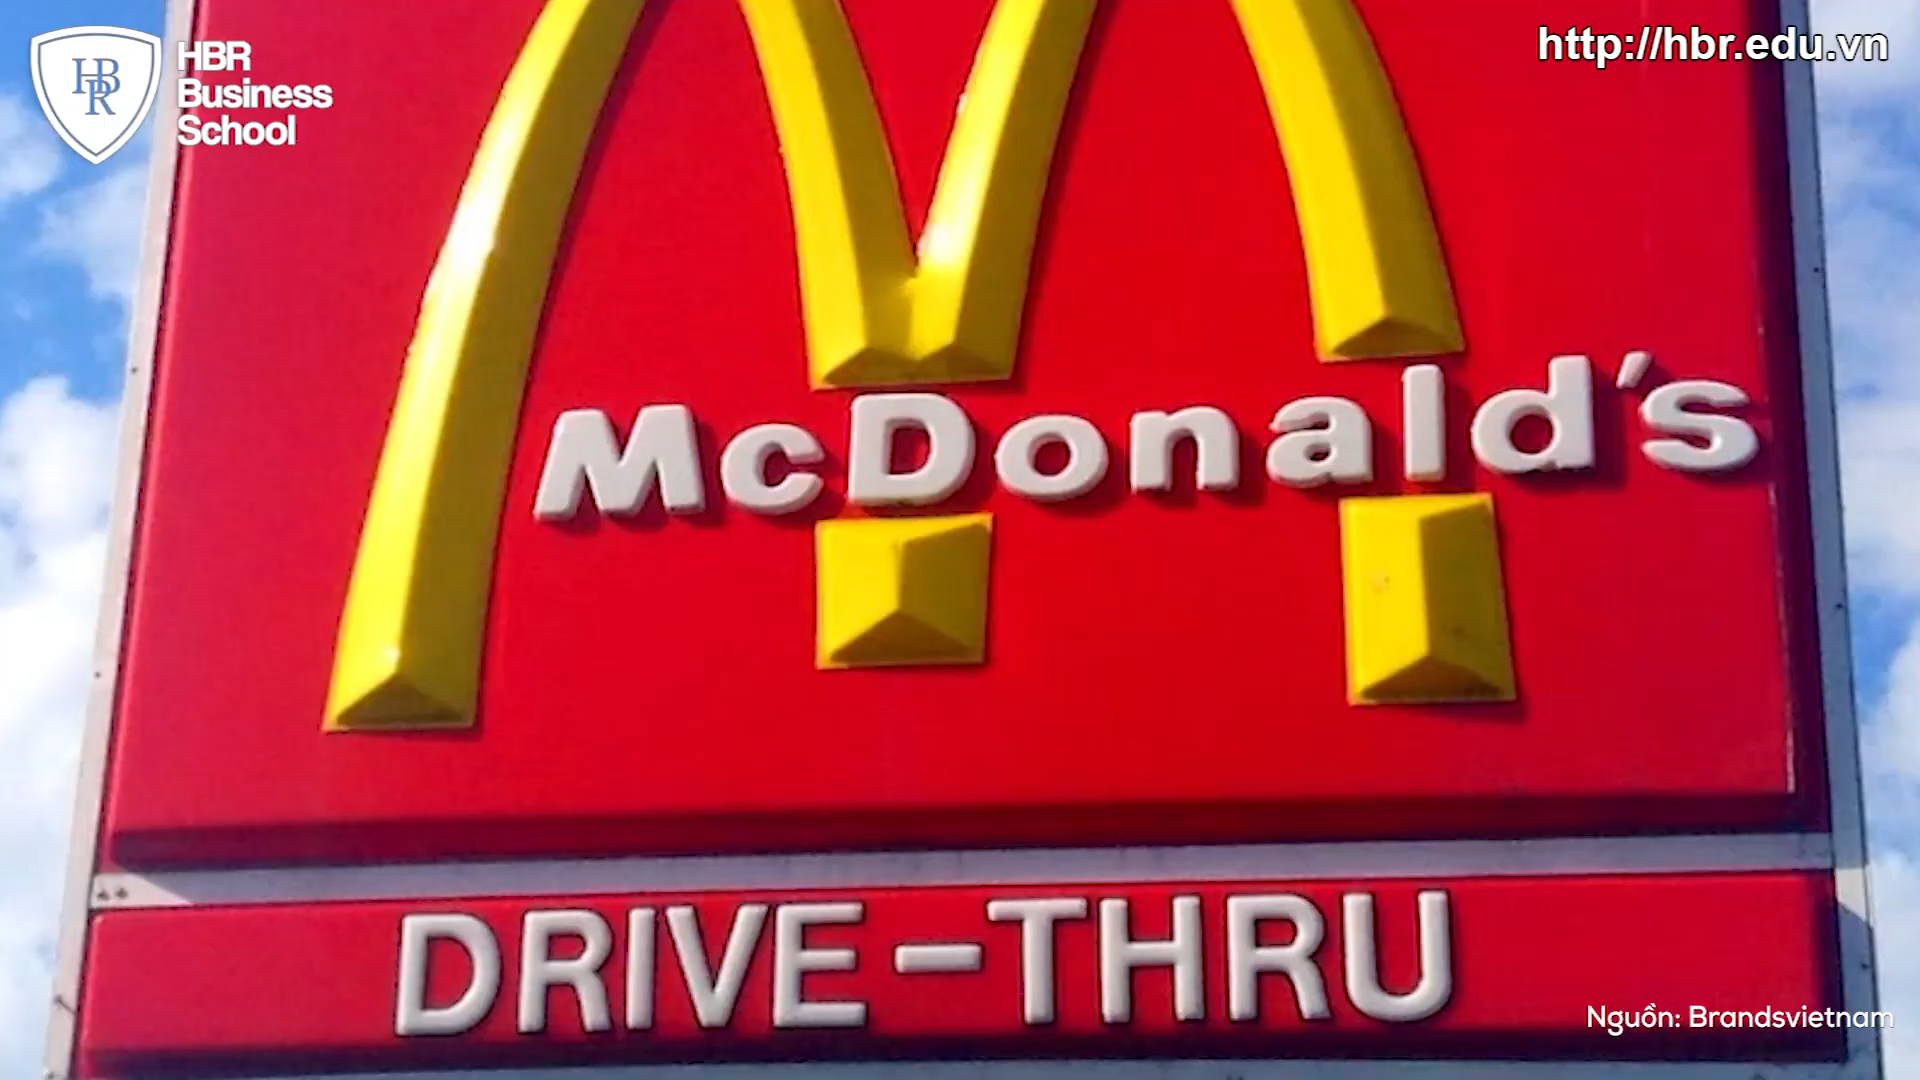 HBR
Business
School
http://hbr.edu.vn
McDonald's
DRIVE-THRU
Nguồn: Brandsvietnam